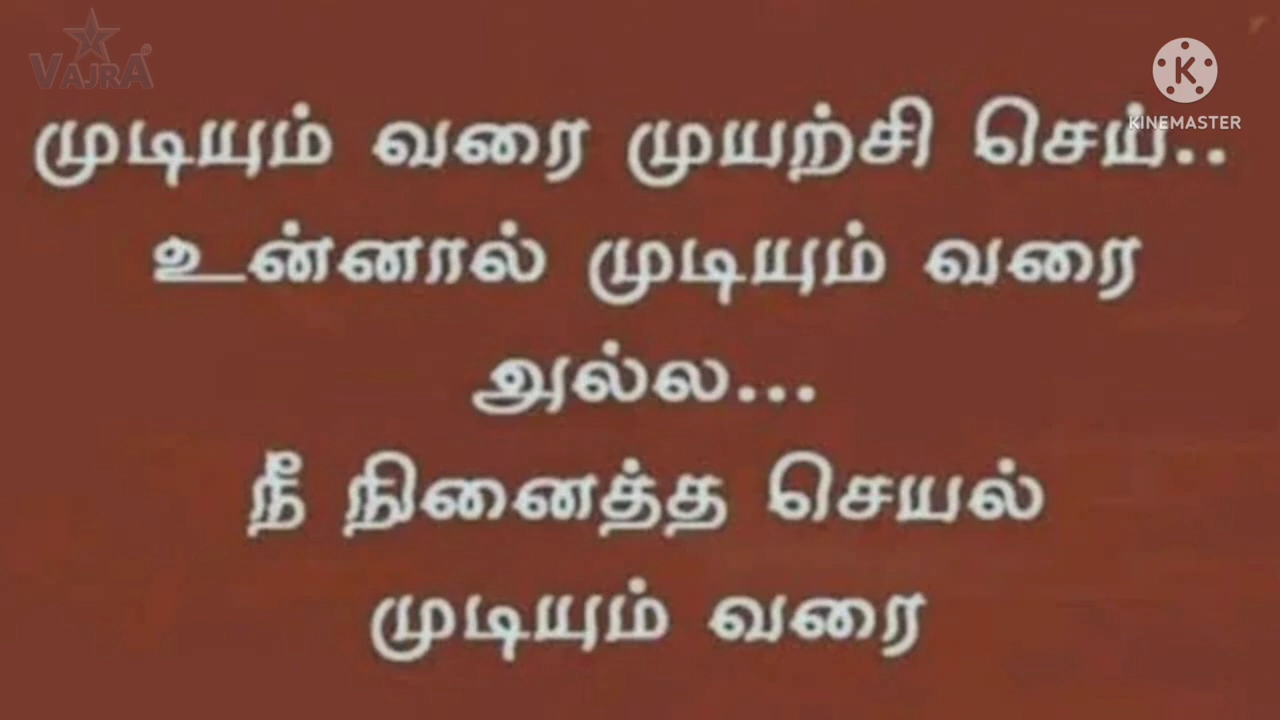 VAJRA®
KINEMASTER
முடியும் வரை முயற்சி செய்..
உன்னால் முடியும் வரை
அல்ல...
நீ நினைத்த செயல்
முடியும் வரை